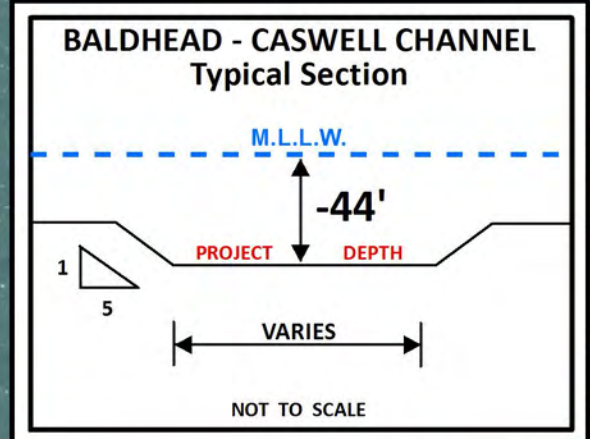 BALDHEAD - CASWELL CHANNEL
Typical Section
M.L.L.W.
-44'
PROJECT DEPTH
1
5
VARIES
NOT TO SCALE